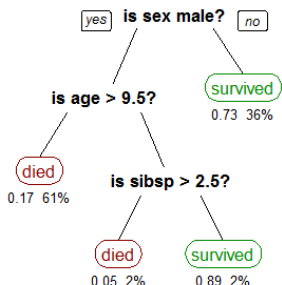 is sex male?
yes
no
is age > 9.5?
survived
0.73 36%
died
0.17 61%
is sibsp > 2.5?
died
0.05 2%
survived
0.89 2%